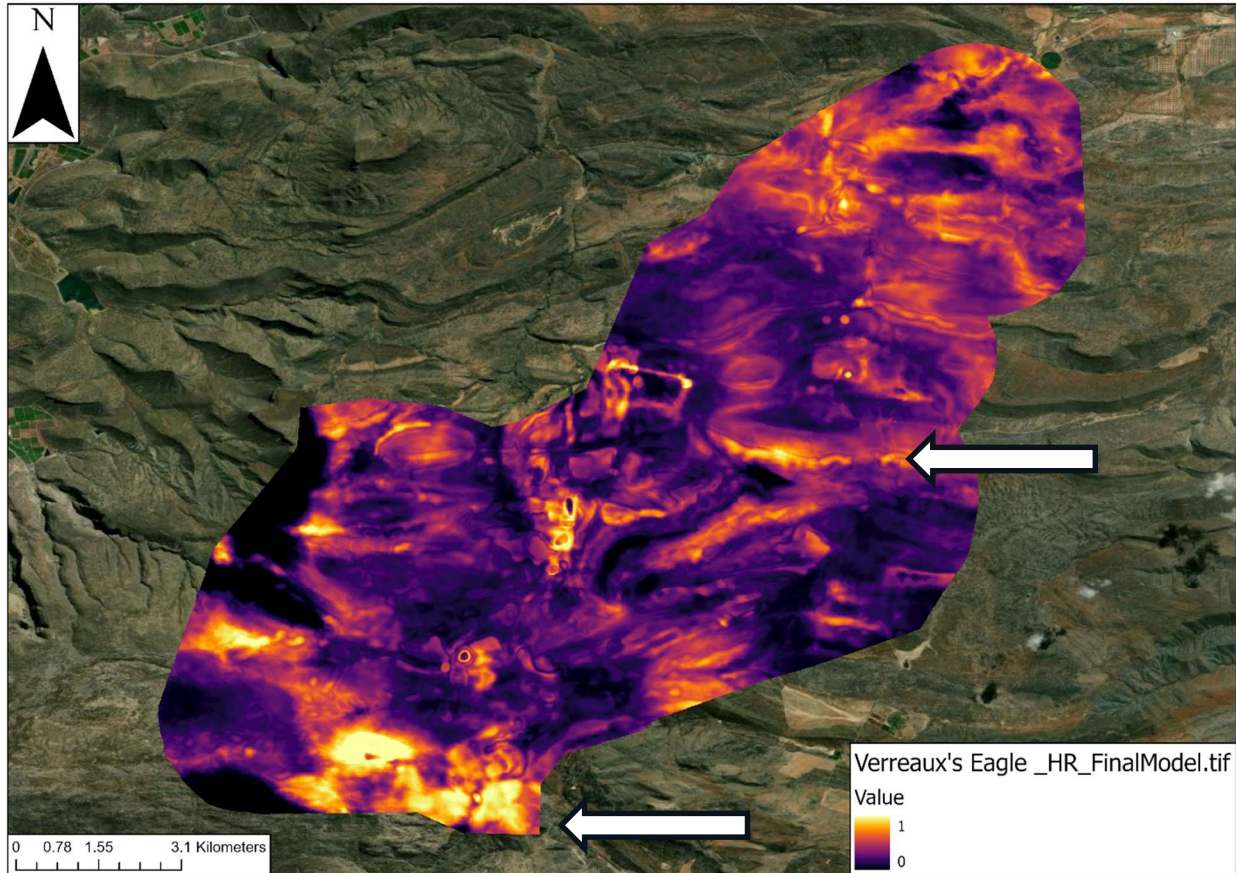 N
Verreaux's Eagle _HR_FinalModel.tif
Value
1
0
0 0.78 1.55 3.1 Kilometers